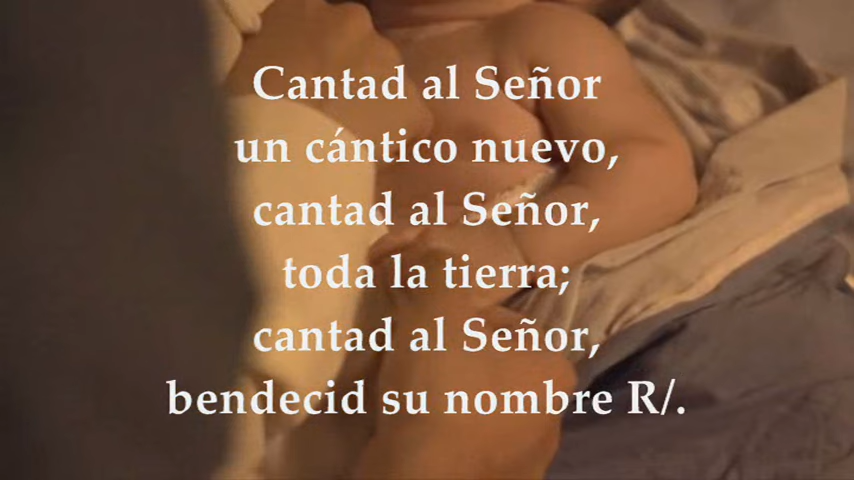 Cantad al Señor
un cántico nuevo,
cantad al Señor,
toda la tierra;
cantad al Señor,
bendecid su nombre R/.